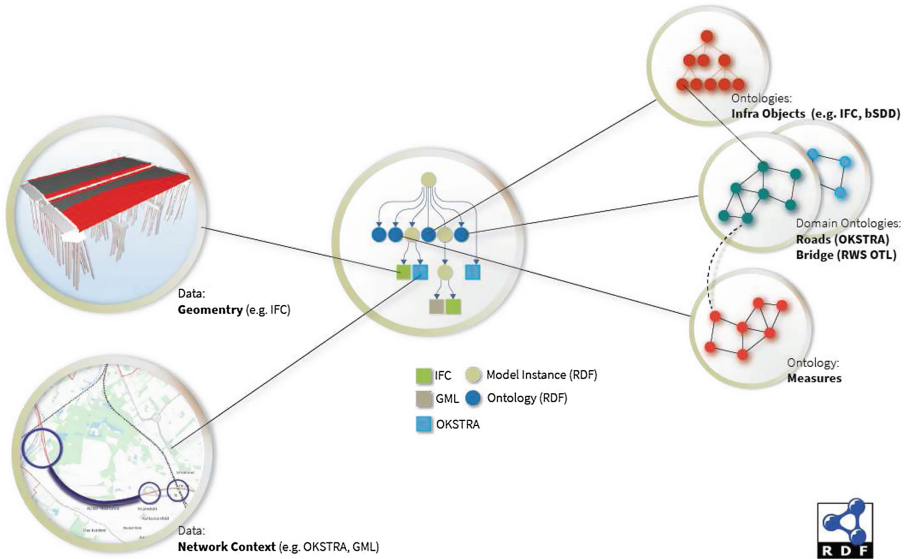 Ontologies:
Infra Objects (e.g. IFC, bSDD)
Domain Ontologies:
Roads (OKSTRA)
Bridge (RWS OTL)
Data:
Geomentry (e.g. IFC)
Ontology:
Measures
IFC
Model Instance (RDF)
GML
Ontology (RDF)
OKSTRA
Data:
Network Context (e.g. OKSTRA, GML)
RDF